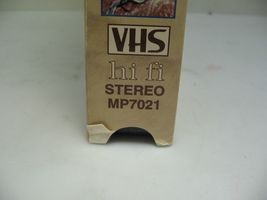 VHS
hi fi
STEREO
MP7021